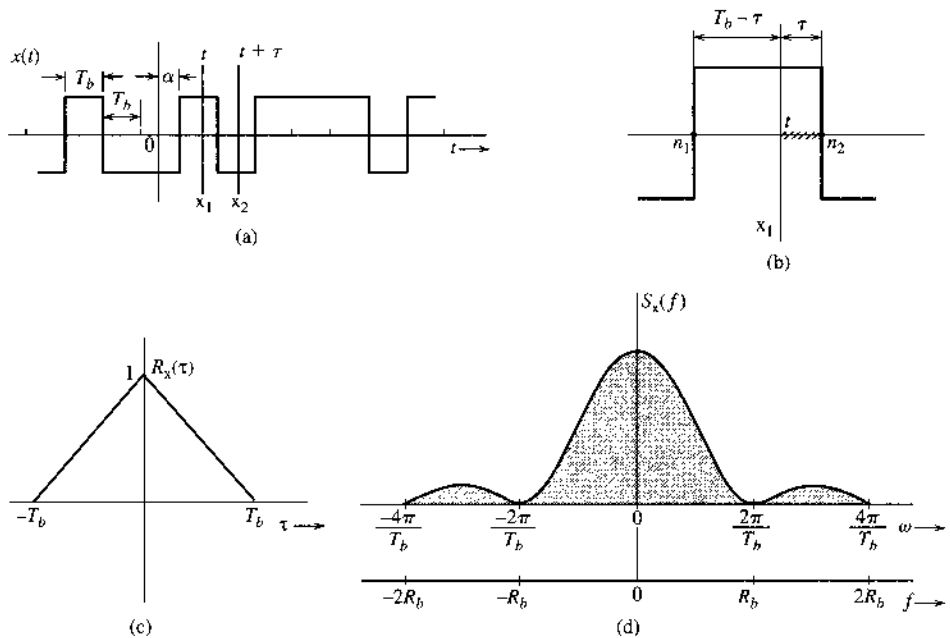 x(t)
T_b
T_b
α
t
t + τ
0
t
x_1
x_2
(a)
T_b − τ
τ
t
n_1
n_2
x_1
(b)
1
R_x(τ)
−T_b
T_b
τ
(c)
S_x(f)
−4π/T_b
−2π/T_b
0
2π/T_b
4π/T_b
ω
−2R_b
−R_b
0
R_b
2R_b
f
(d)